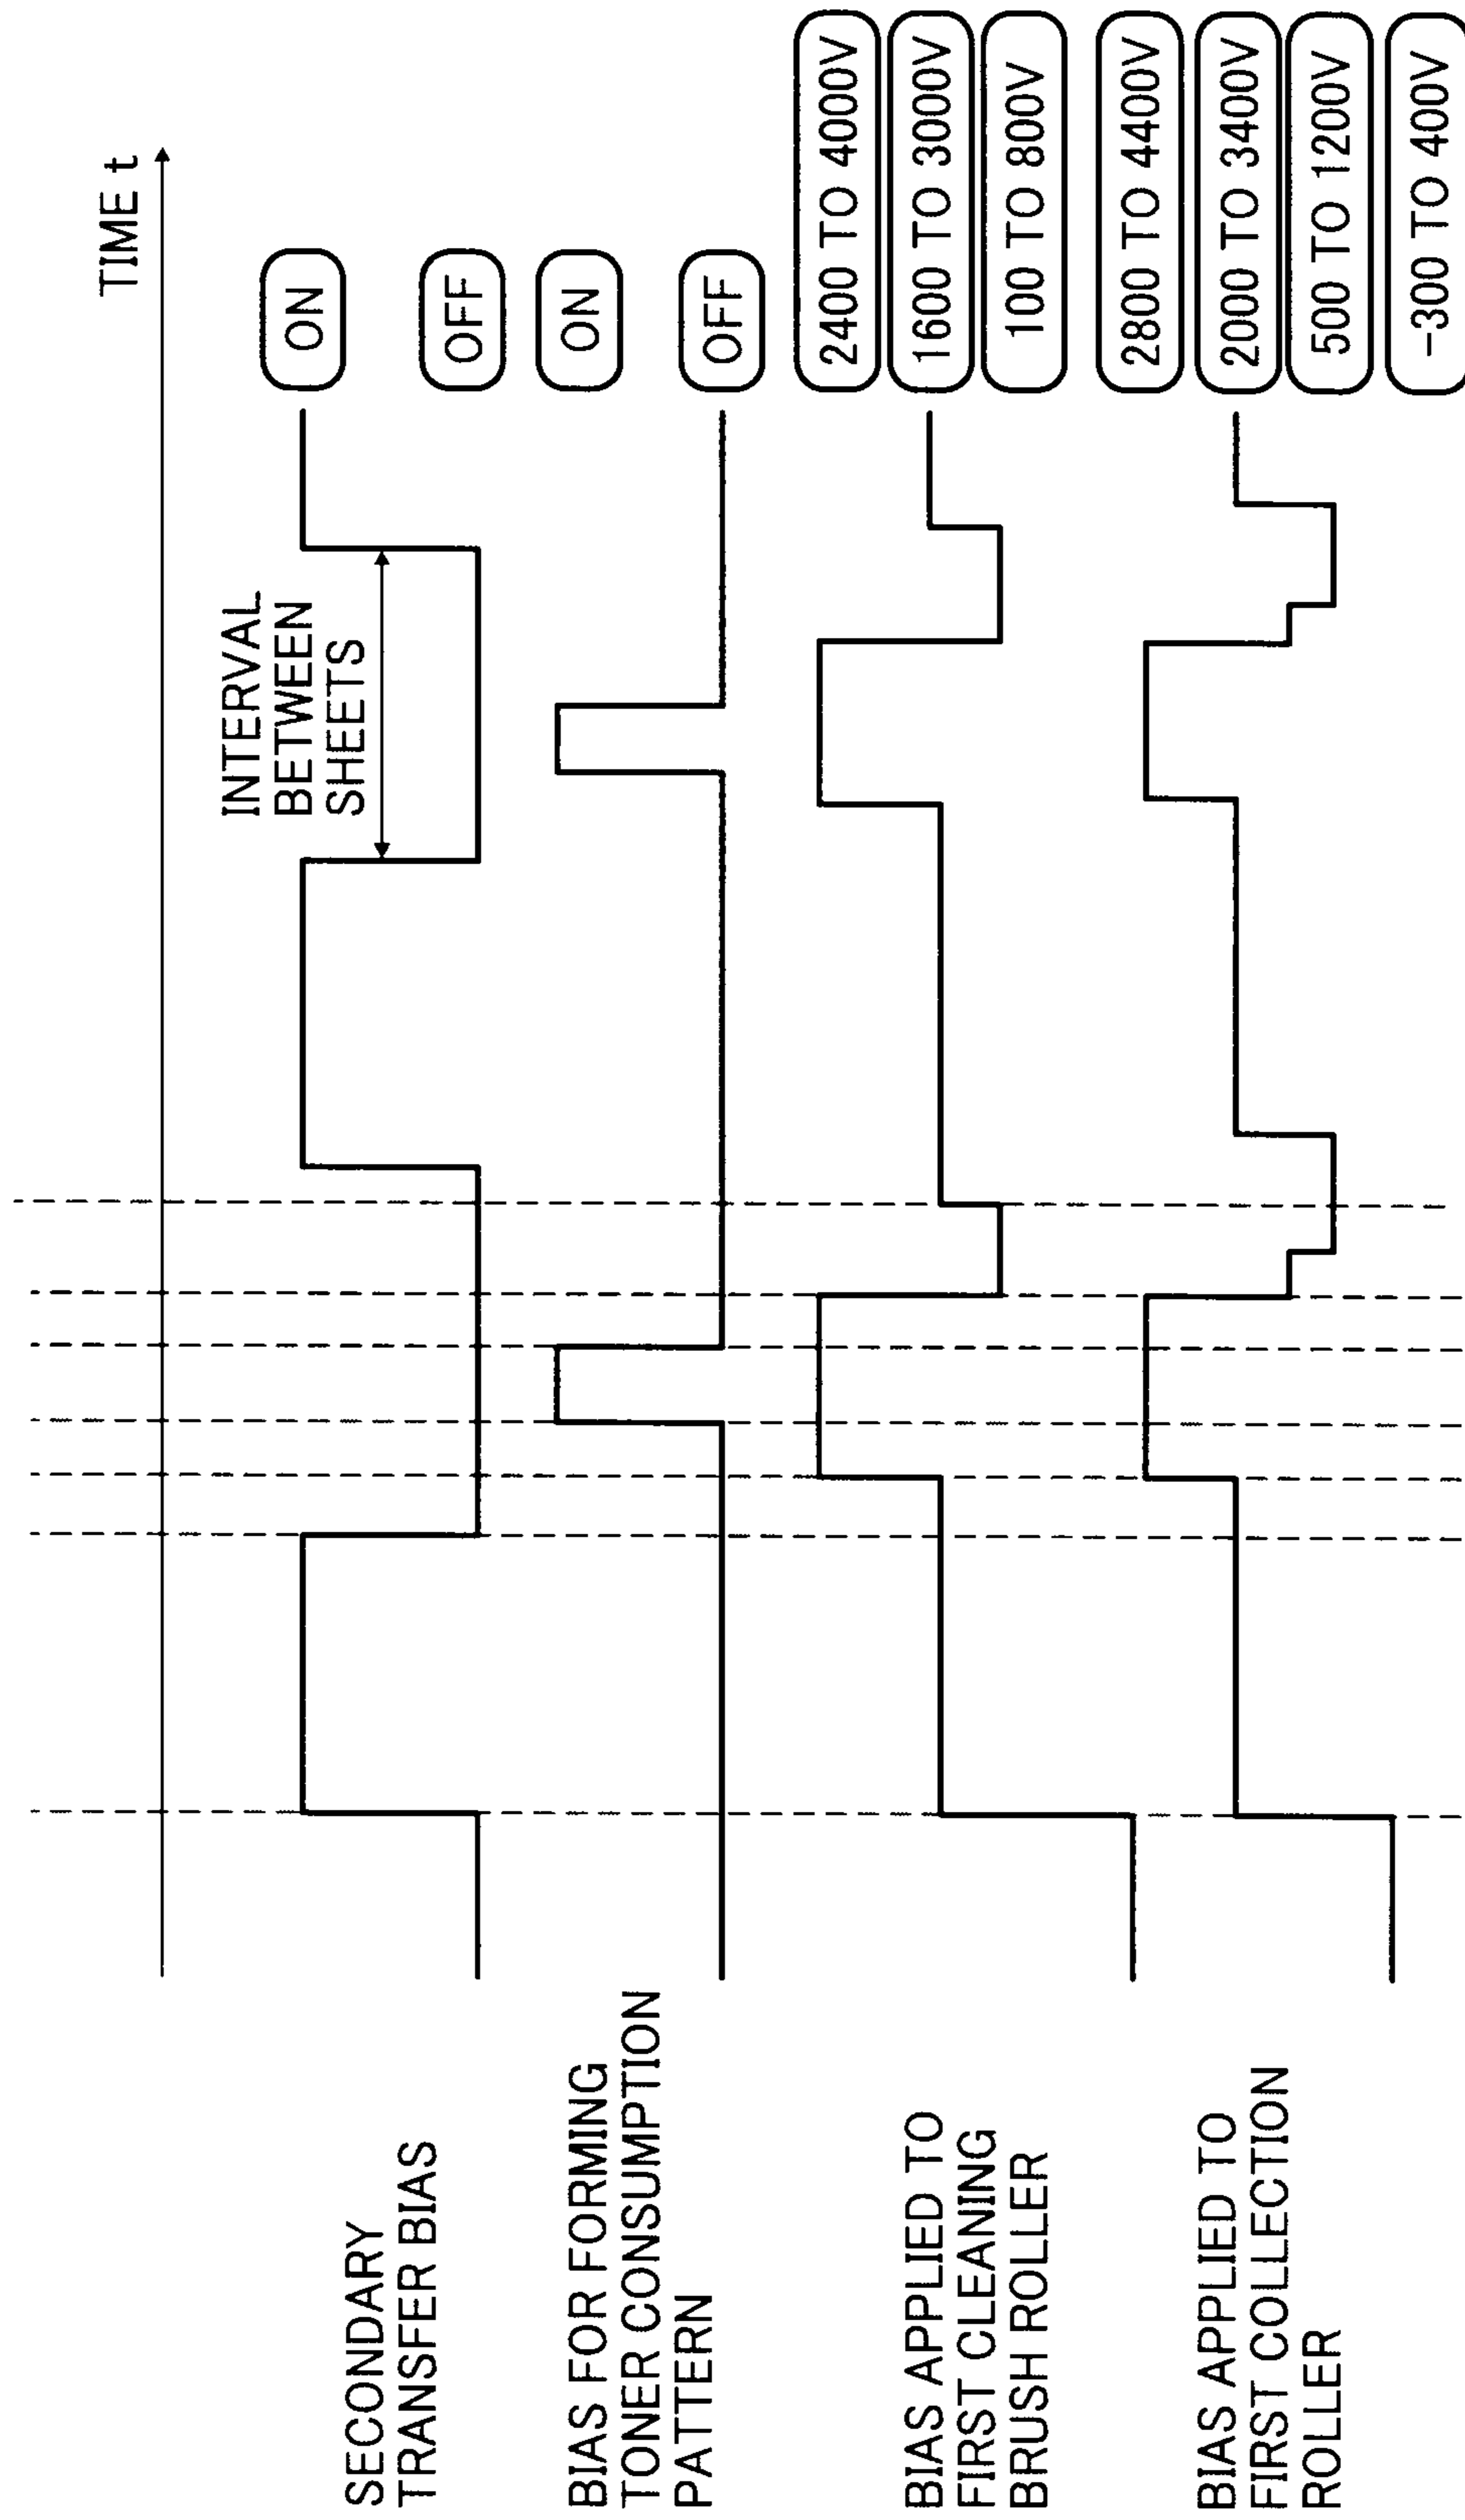 TIME t
INTERVAL
BETWEEN
SHEETS
SECONDARY
TRANSFER BIAS
ON
OFF
BIAS FOR FORMING
TONER CONSUMPTION
PATTERN
ON
OFF
BIAS APPLIED TO
FIRST CLEANING
BRUSH ROLLER
2400 TO 4000V
1600 TO 3000V
100 TO 800V
BIAS APPLIED TO
FIRST COLLECTION
ROLLER
2800 TO 4400V
2000 TO 3400V
500 TO 1200V
-300 TO 400V